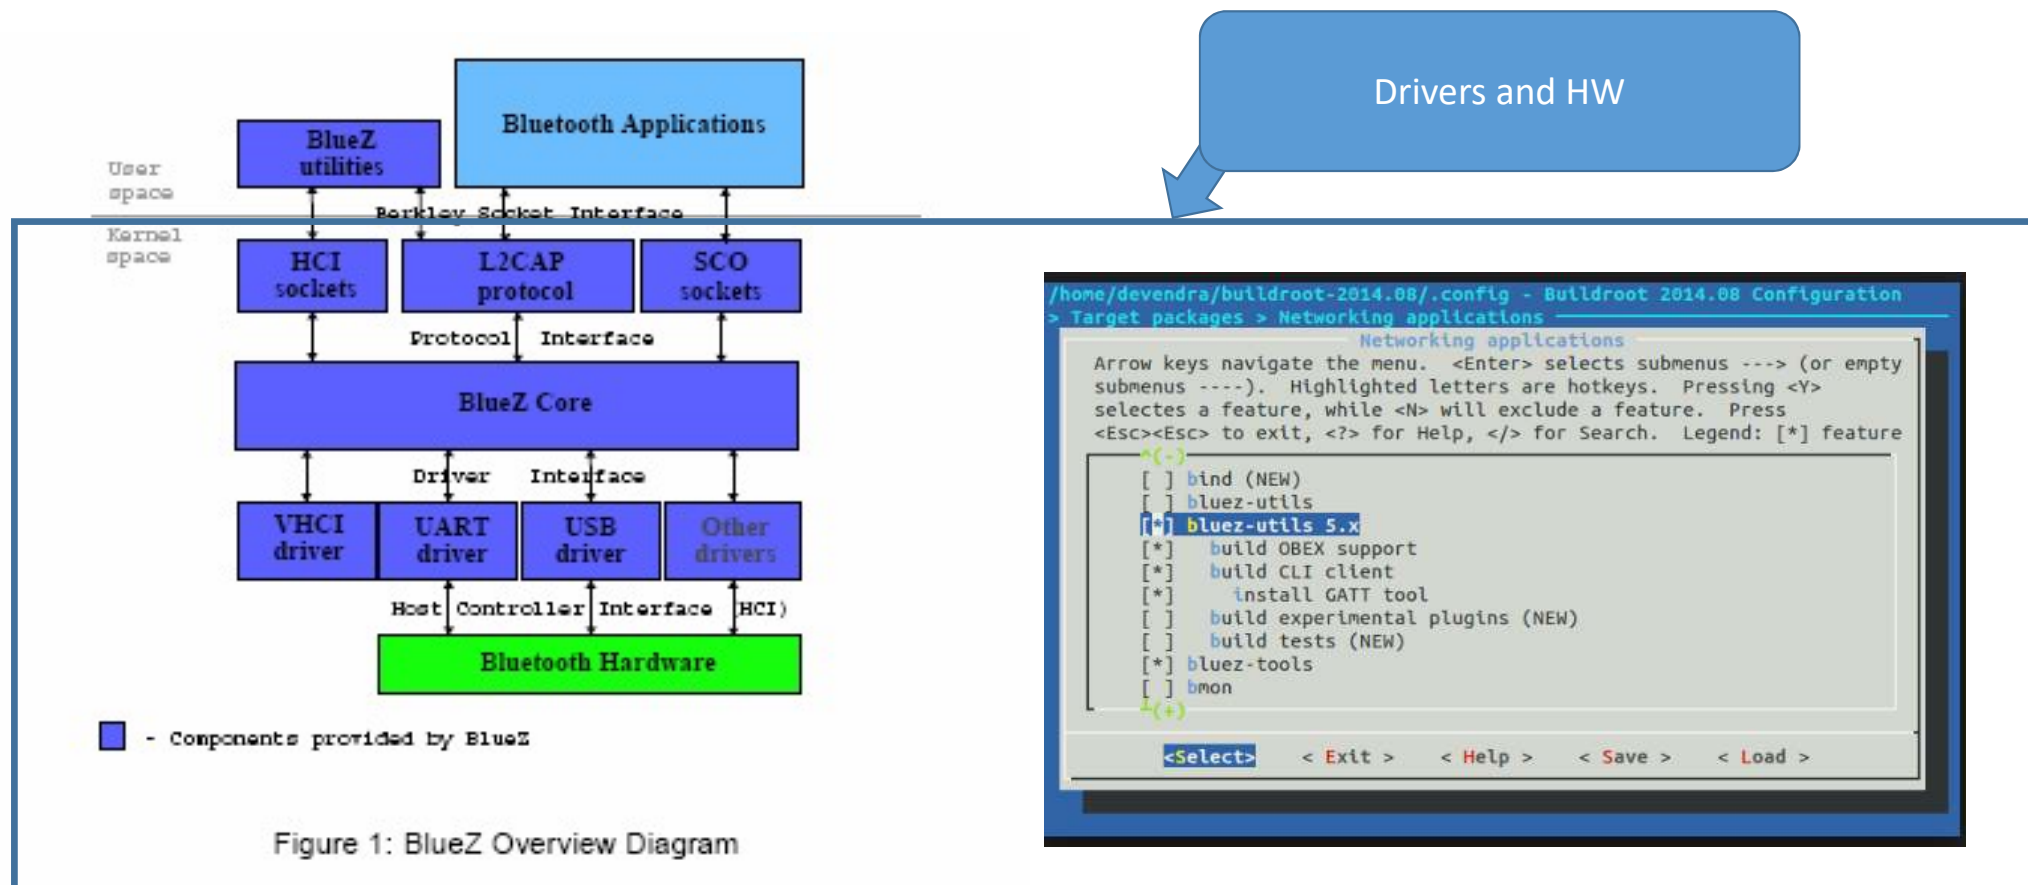 Drivers and HW
Bluetooth Applications
BlueZ
utilities
User
space
Berkley Socket Interface
Kernel
space
HCI
sockets
L2CAP
protocol
SCO
sockets
Protocol Interface
BlueZ Core
Driver Interface
VHCI
driver
UART
driver
USB
driver
Other
drivers
Host Controller Interface (HCI)
Bluetooth Hardware
- Components provided by BlueZ
Figure 1: BlueZ Overview Diagram
/home/devendra/buildroot-2014.08/.config - Buildroot 2014.08 Configuration
> Target packages > Networking applications
Networking applications
Arrow keys navigate the menu.  <Enter> selects submenus ---> (or empty
submenus ----).  Highlighted letters are hotkeys.  Pressing <Y>
selectes a feature, while <N> will exclude a feature.  Press
<Esc><Esc> to exit, <?> for Help, </> for Search.  Legend: [*] feature
^(-)
[ ] bind (NEW)
[ ] bluez-utils
[*] bluez-utils 5.x
[*]   build OBEX support
[*]   build CLI client
[*]     install GATT tool
[ ]   build experimental plugins (NEW)
[ ]   build tests (NEW)
[*] bluez-tools
[ ] bmon
(+)
<Select>    < Exit >    < Help >    < Save >    < Load >